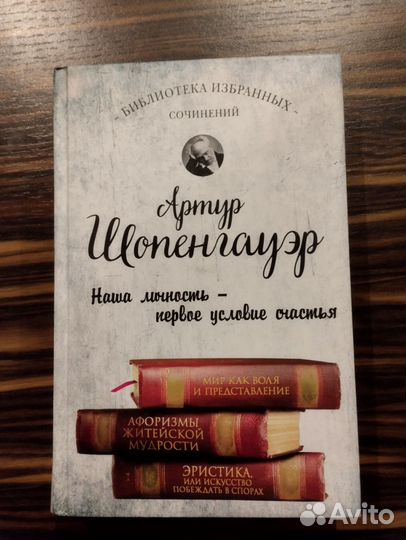 - БИБЛИОТЕКА ИЗБРАННЫХ -
СОЧИНЕНИЙ
Артур
Шопенгауэр
Наша личность –
первое условие счастья
МИР КАК ВОЛЯ
И ПРЕДСТАВЛЕНИЕ
АФОРИЗМЫ
ЖИТЕЙСКОЙ
МУДРОСТИ
ЭРИСТИКА,
ИЛИ ИСКУССТВО
ПОБЕЖДАТЬ В СПОРАХ
Avito